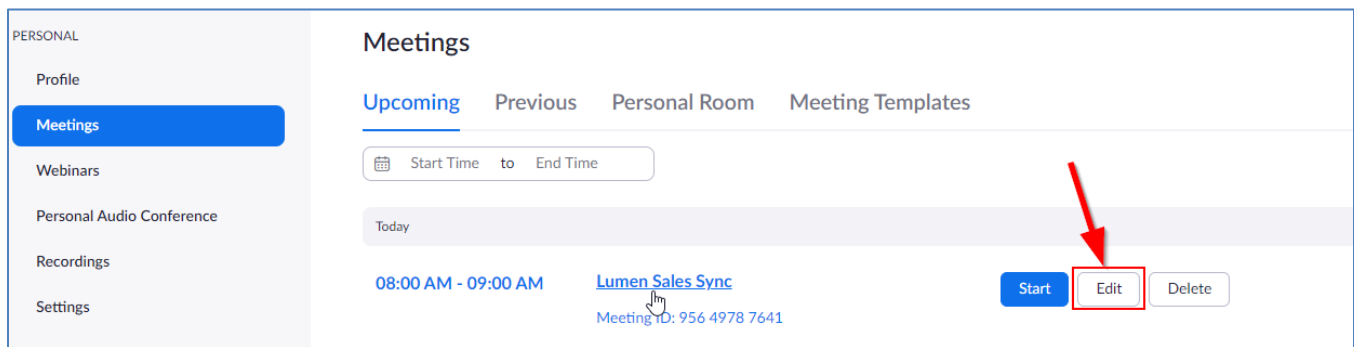 PERSONAL
Profile
Meetings
Webinars
Personal Audio Conference
Recordings
Settings
Meetings
Upcoming Previous Personal Room Meeting Templates
Start Time to End Time
Today
08:00 AM - 09:00 AM Lumen Sales Sync Start Edit Delete
Meeting ID: 956 4978 7641